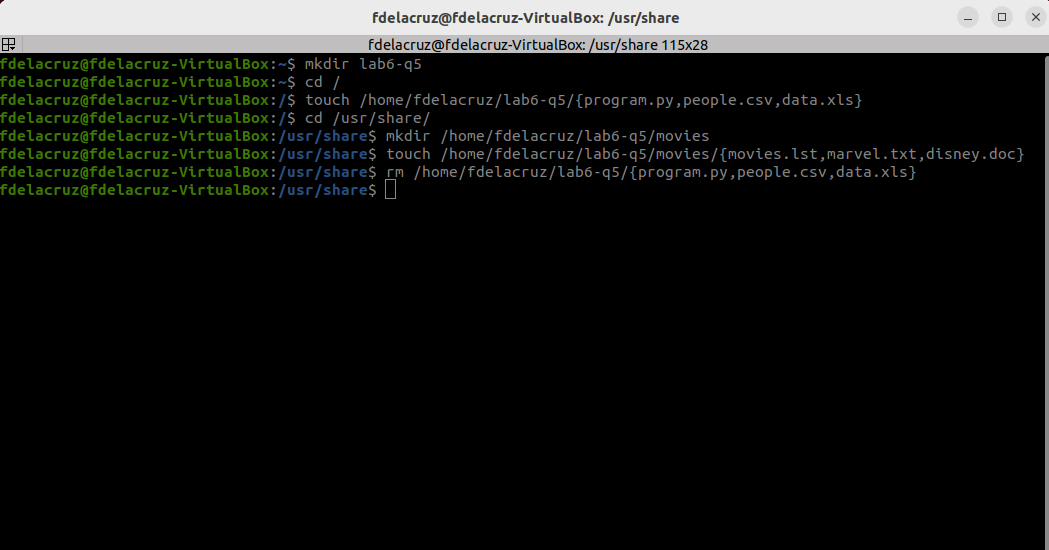 fdelacruz@fdelacruz-VirtualBox: /usr/share
fdelacruz@fdelacruz-VirtualBox: /usr/share 115x28
fdelacruz@fdelacruz-VirtualBox:~$ mkdir lab6-q5
fdelacruz@fdelacruz-VirtualBox:~$ cd /
fdelacruz@fdelacruz-VirtualBox:/$ touch /home/fdelacruz/lab6-q5/{program.py,people.csv,data.xls}
fdelacruz@fdelacruz-VirtualBox:/$ cd /usr/share/
fdelacruz@fdelacruz-VirtualBox:/usr/share$ mkdir /home/fdelacruz/lab6-q5/movies
fdelacruz@fdelacruz-VirtualBox:/usr/share$ touch /home/fdelacruz/lab6-q5/movies/{movies.lst,marvel.txt,disney.doc}
fdelacruz@fdelacruz-VirtualBox:/usr/share$ rm /home/fdelacruz/lab6-q5/{program.py,people.csv,data.xls}
fdelacruz@fdelacruz-VirtualBox:/usr/share$